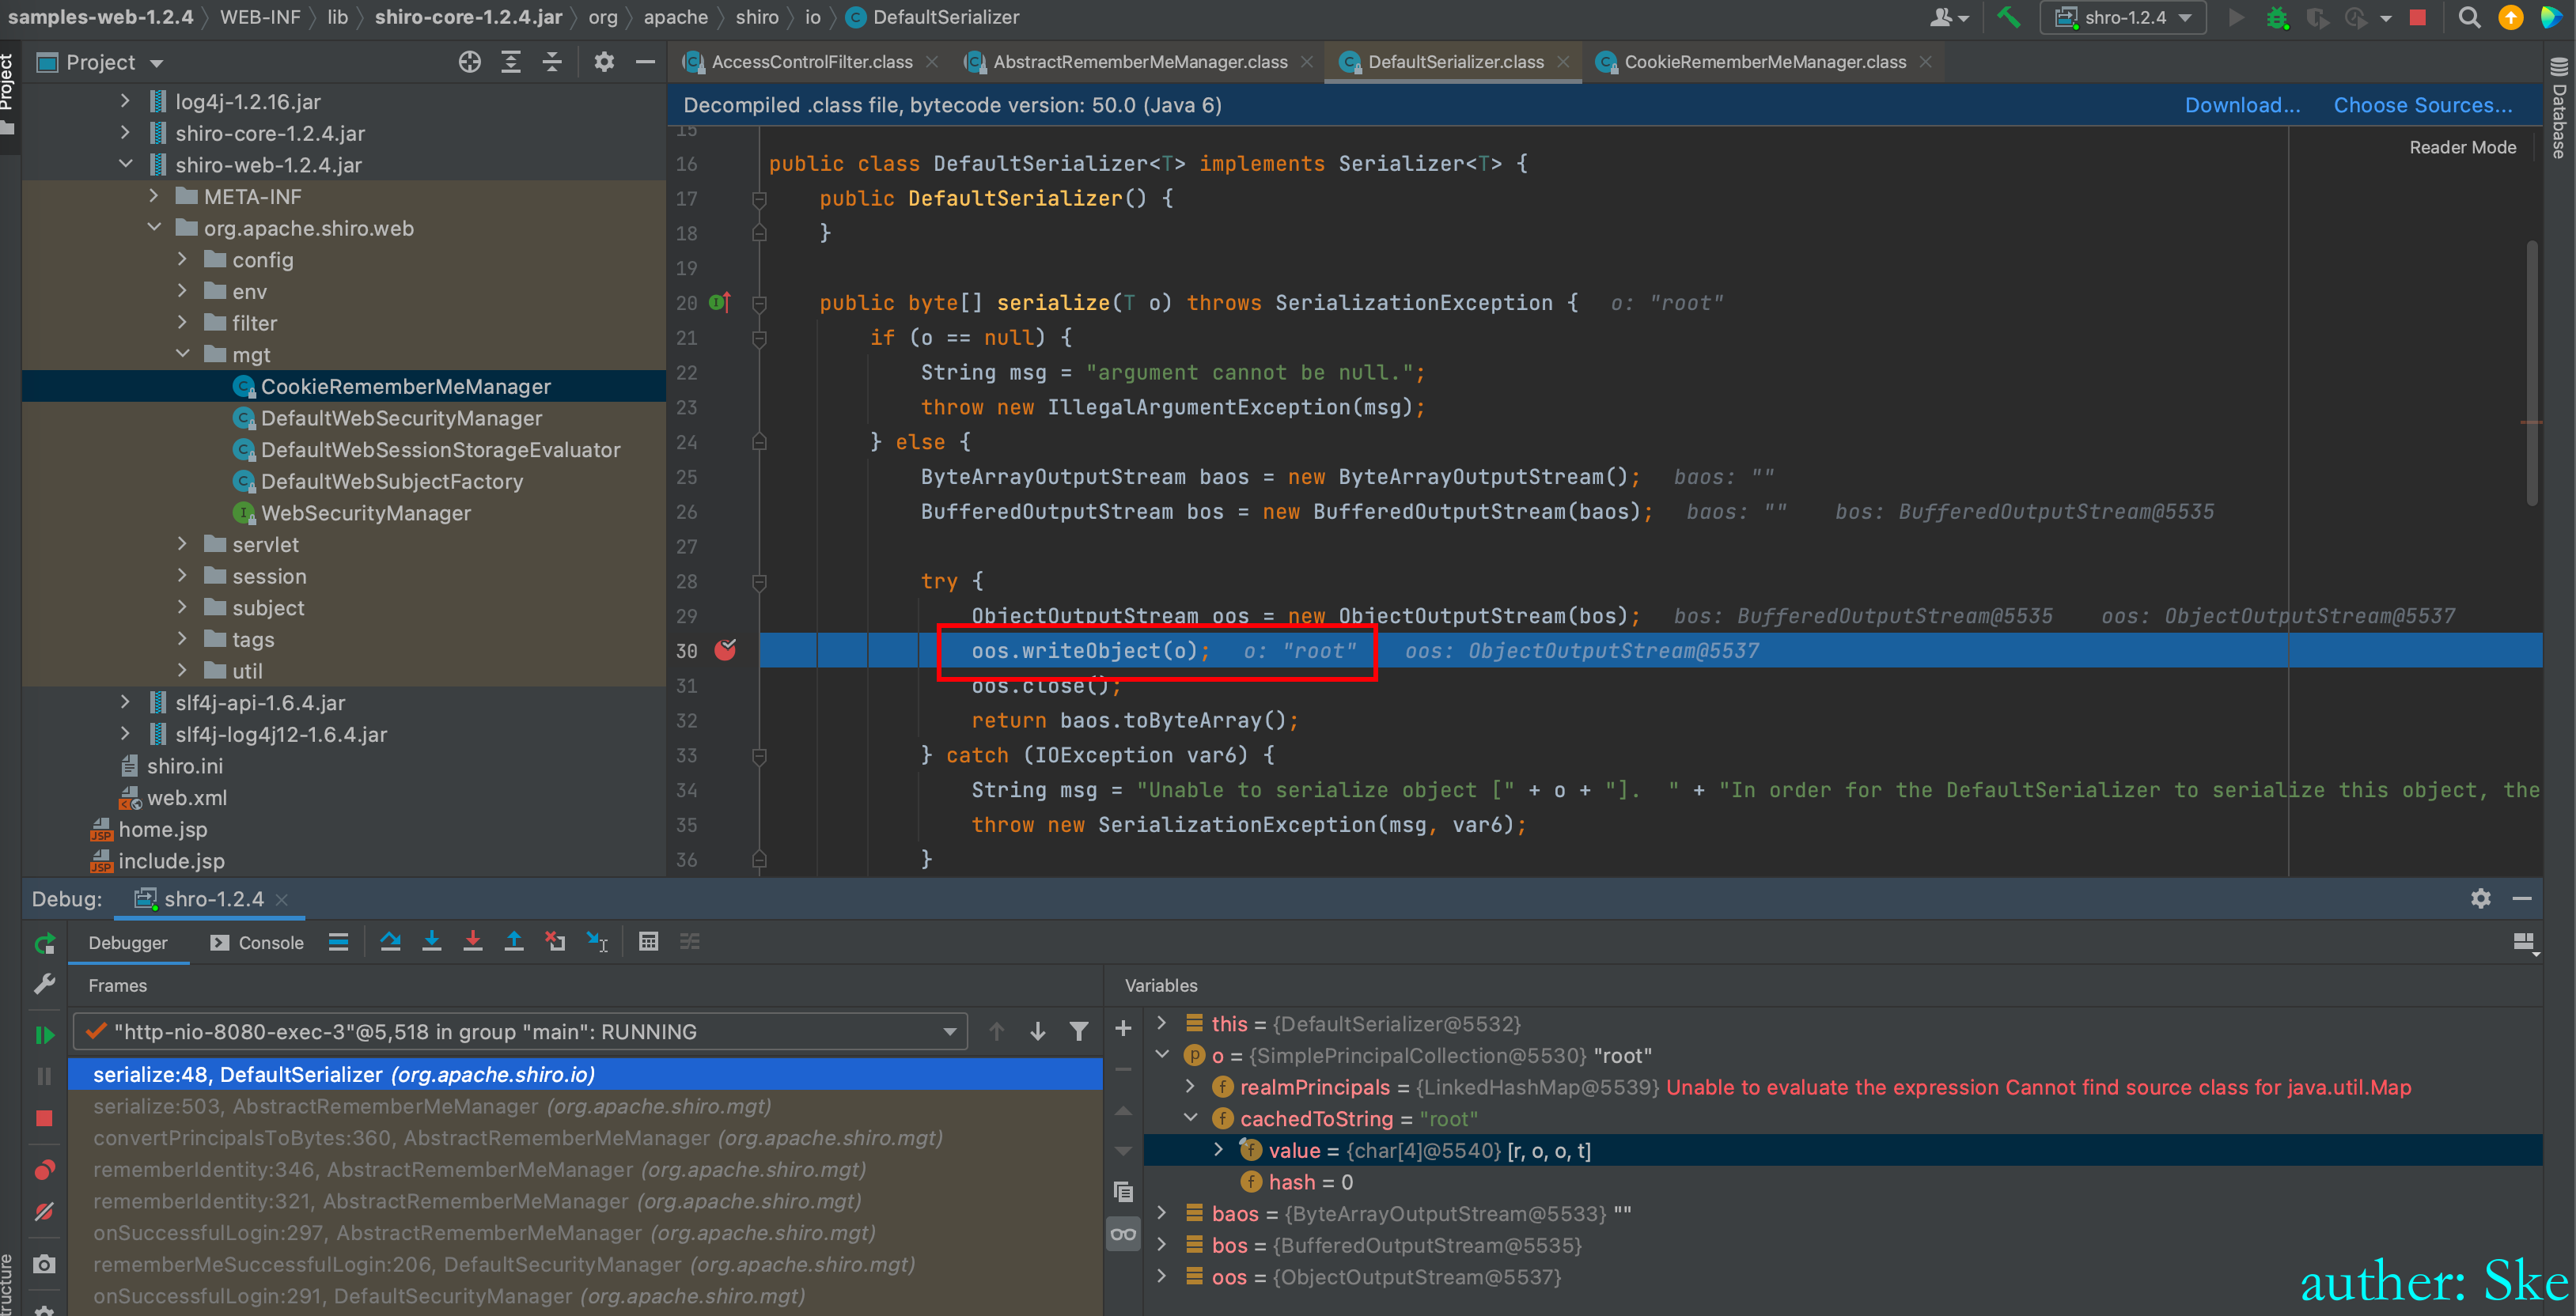 samples-web-1.2.4 〉 WEB-INF 〉 lib 〉 shiro-core-1.2.4.jar 〉 org 〉 apache 〉 shiro 〉 io 〉 DefaultSerializer
shro-1.2.4
Project
AccessControlFilter.class
AbstractRememberMeManager.class
DefaultSerializer.class
CookieRememberMeManager.class
Project
Database
Decompiled .class file, bytecode version: 50.0 (Java 6)
Download...
Choose Sources...
Reader Mode
log4j-1.2.16.jar
shiro-core-1.2.4.jar
shiro-web-1.2.4.jar
META-INF
org.apache.shiro.web
config
env
filter
mgt
CookieRememberMeManager
DefaultWebSecurityManager
DefaultWebSessionStorageEvaluator
DefaultWebSubjectFactory
WebSecurityManager
servlet
session
subject
tags
util
slf4j-api-1.6.4.jar
slf4j-log4j12-1.6.4.jar
shiro.ini
web.xml
home.jsp
include.jsp
15
16 public class DefaultSerializer<T> implements Serializer<T> {
17 public DefaultSerializer() {
18 }
19
20 public byte[] serialize(T o) throws SerializationException { o: "root"
21 if (o == null) {
22 String msg = "argument cannot be null.";
23 throw new IllegalArgumentException(msg);
24 } else {
25 ByteArrayOutputStream baos = new ByteArrayOutputStream(); baos: ""
26 BufferedOutputStream bos = new BufferedOutputStream(baos); baos: "" bos: BufferedOutputStream@5535
27
28 try {
29 ObjectOutputStream oos = new ObjectOutputStream(bos); bos: BufferedOutputStream@5535 oos: ObjectOutputStream@5537
30 oos.writeObject(o); o: "root" oos: ObjectOutputStream@5537
31 oos.close();
32 return baos.toByteArray();
33 } catch (IOException var6) {
34 String msg = "Unable to serialize object [" + o + "]. " + "In order for the DefaultSerializer to serialize this object, the
35 throw new SerializationException(msg, var6);
36 }
Debug: shro-1.2.4
Debugger
Console
Frames
"http-nio-8080-exec-3"@5,518 in group "main": RUNNING
serialize:48, DefaultSerializer (org.apache.shiro.io)
serialize:503, AbstractRememberMeManager (org.apache.shiro.mgt)
convertPrincipalsToBytes:360, AbstractRememberMeManager (org.apache.shiro.mgt)
rememberIdentity:346, AbstractRememberMeManager (org.apache.shiro.mgt)
rememberIdentity:321, AbstractRememberMeManager (org.apache.shiro.mgt)
onSuccessfulLogin:297, AbstractRememberMeManager (org.apache.shiro.mgt)
rememberMeSuccessfulLogin:206, DefaultSecurityManager (org.apache.shiro.mgt)
onSuccessfulLogin:291, DefaultSecurityManager (org.apache.shiro.mgt)
Variables
this = {DefaultSerializer@5532}
o = {SimplePrincipalCollection@5530} "root"
realmPrincipals = {LinkedHashMap@5539} Unable to evaluate the expression Cannot find source class for java.util.Map
cachedToString = "root"
value = {char[4]@5540} [r, o, o, t]
hash = 0
baos = {ByteArrayOutputStream@5533} ""
bos = {BufferedOutputStream@5535}
oos = {ObjectOutputStream@5537}
auther: Ske